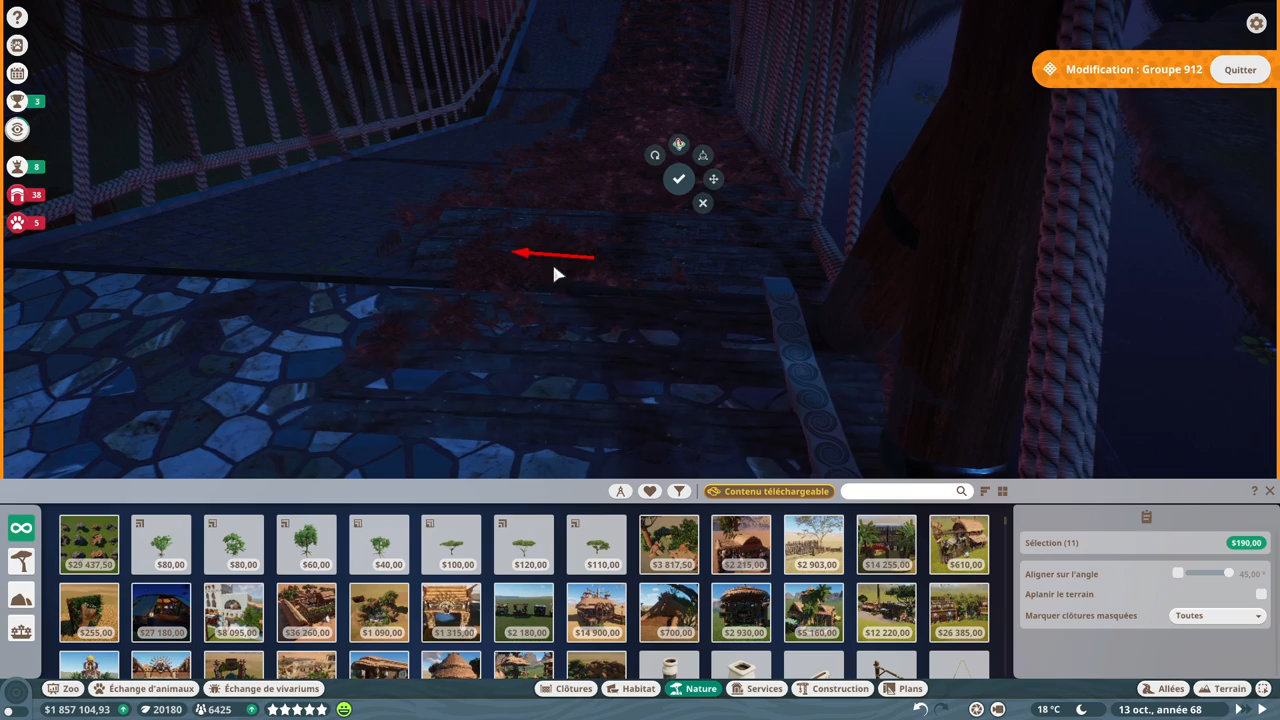 ?
Modification : Groupe 912
Quitter
3
8
38
5
Contenu téléchargeable
?
$29 437,50
$80,00
$80,00
$60,00
$40,00
$100,00
$120,00
$110,00
$3 817,50
$2 215,00
$2 903,00
$14 255,00
$610,00
Sélection (11)
$190,00
Aligner sur l'angle
45,00°
Aplanir le terrain
Marquer clôtures masquées
Toutes
$255,00
$27 180,00
$8 095,00
$36 260,00
$1 090,00
$1 315,00
$2 180,00
$14 900,00
$700,00
$2 930,00
$5 160,00
$12 220,00
$26 385,00
Zoo
Échange d'animaux
Échange de vivariums
Clôtures
Habitat
Nature
Services
Construction
Plans
Allées
Terrain
$1 857 104,93
20180
6425
18 °C
13 oct., année 68